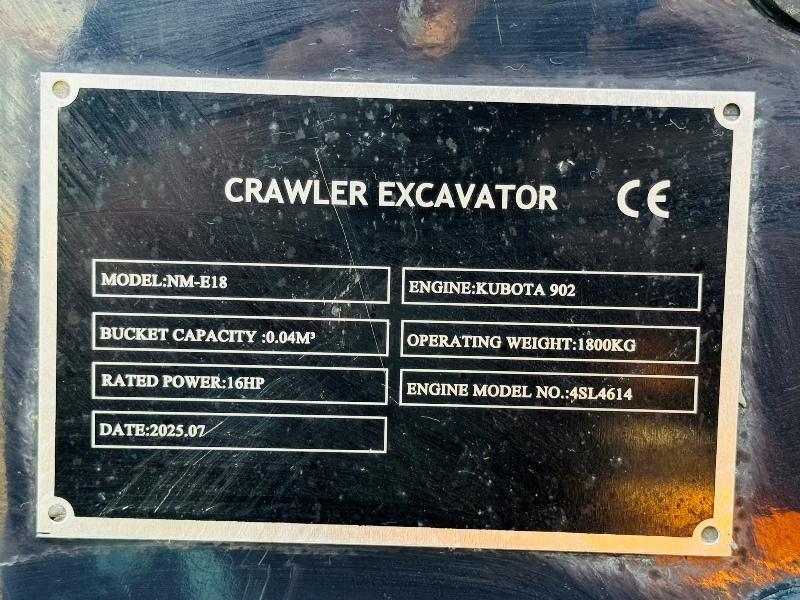 CRAWLER EXCAVATOR CE
MODEL:NM-E18
ENGINE:KUBOTA 902
BUCKET CAPACITY :0.04M³
OPERATING WEIGHT:1800KG
RATED POWER:16HP
ENGINE MODEL NO.:4SL4614
DATE:2025.07